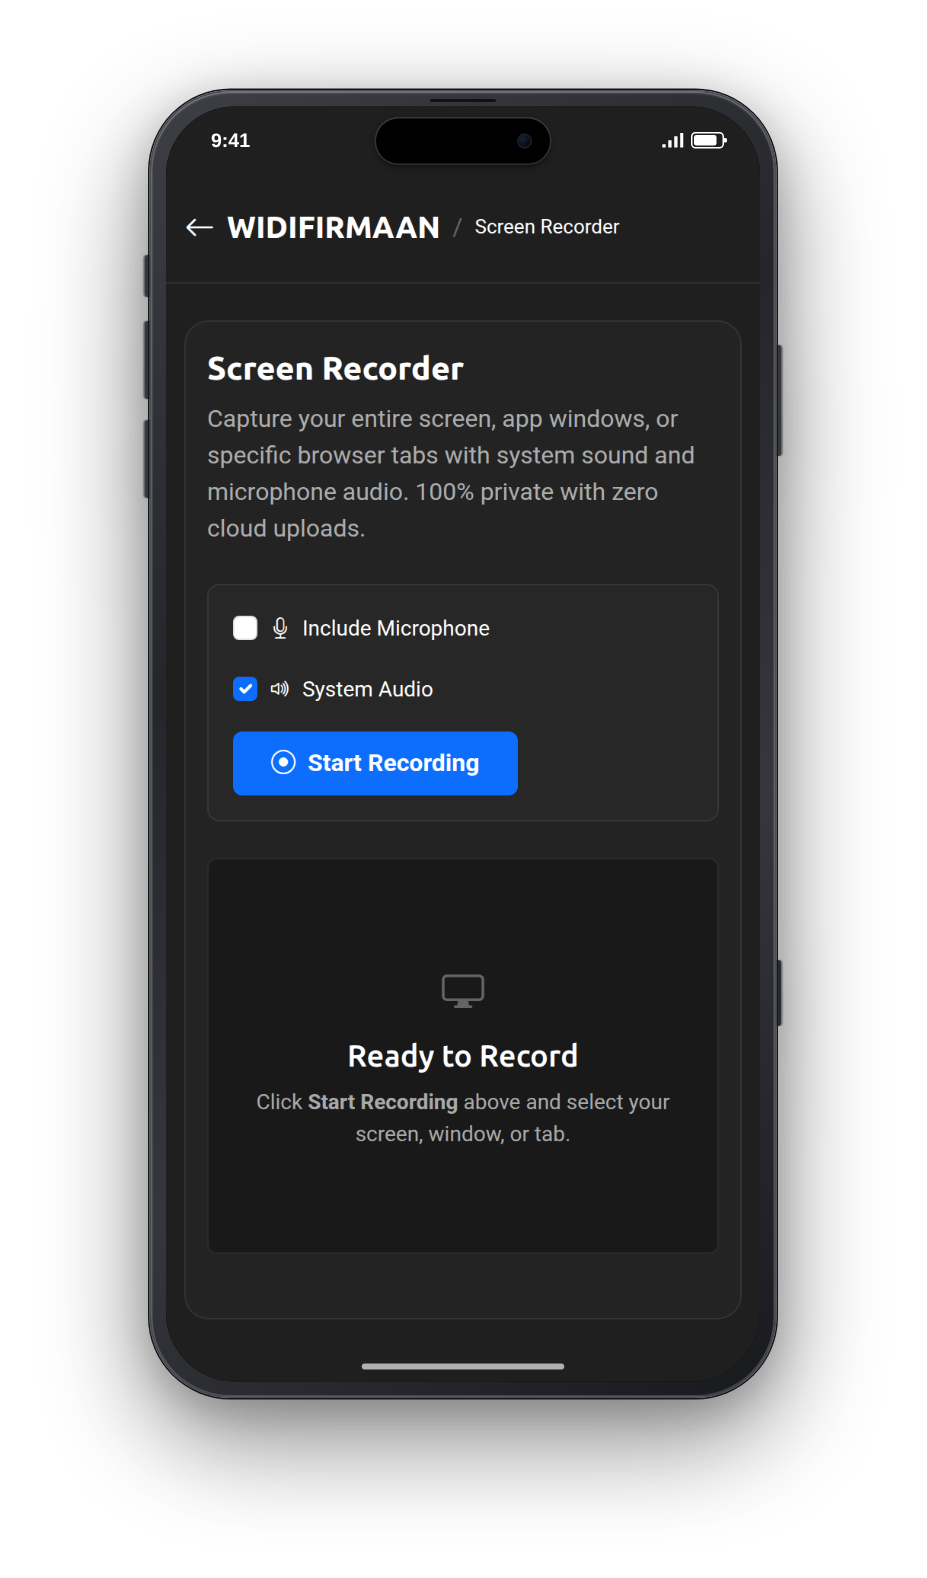 9:41
WIDIFIRMAAN / Screen Recorder
Screen Recorder
Capture your entire screen, app windows, or
specific browser tabs with system sound and
microphone audio. 100% private with zero
cloud uploads.
Include Microphone
System Audio
Start Recording
Ready to Record
Click Start Recording above and select your
screen, window, or tab.